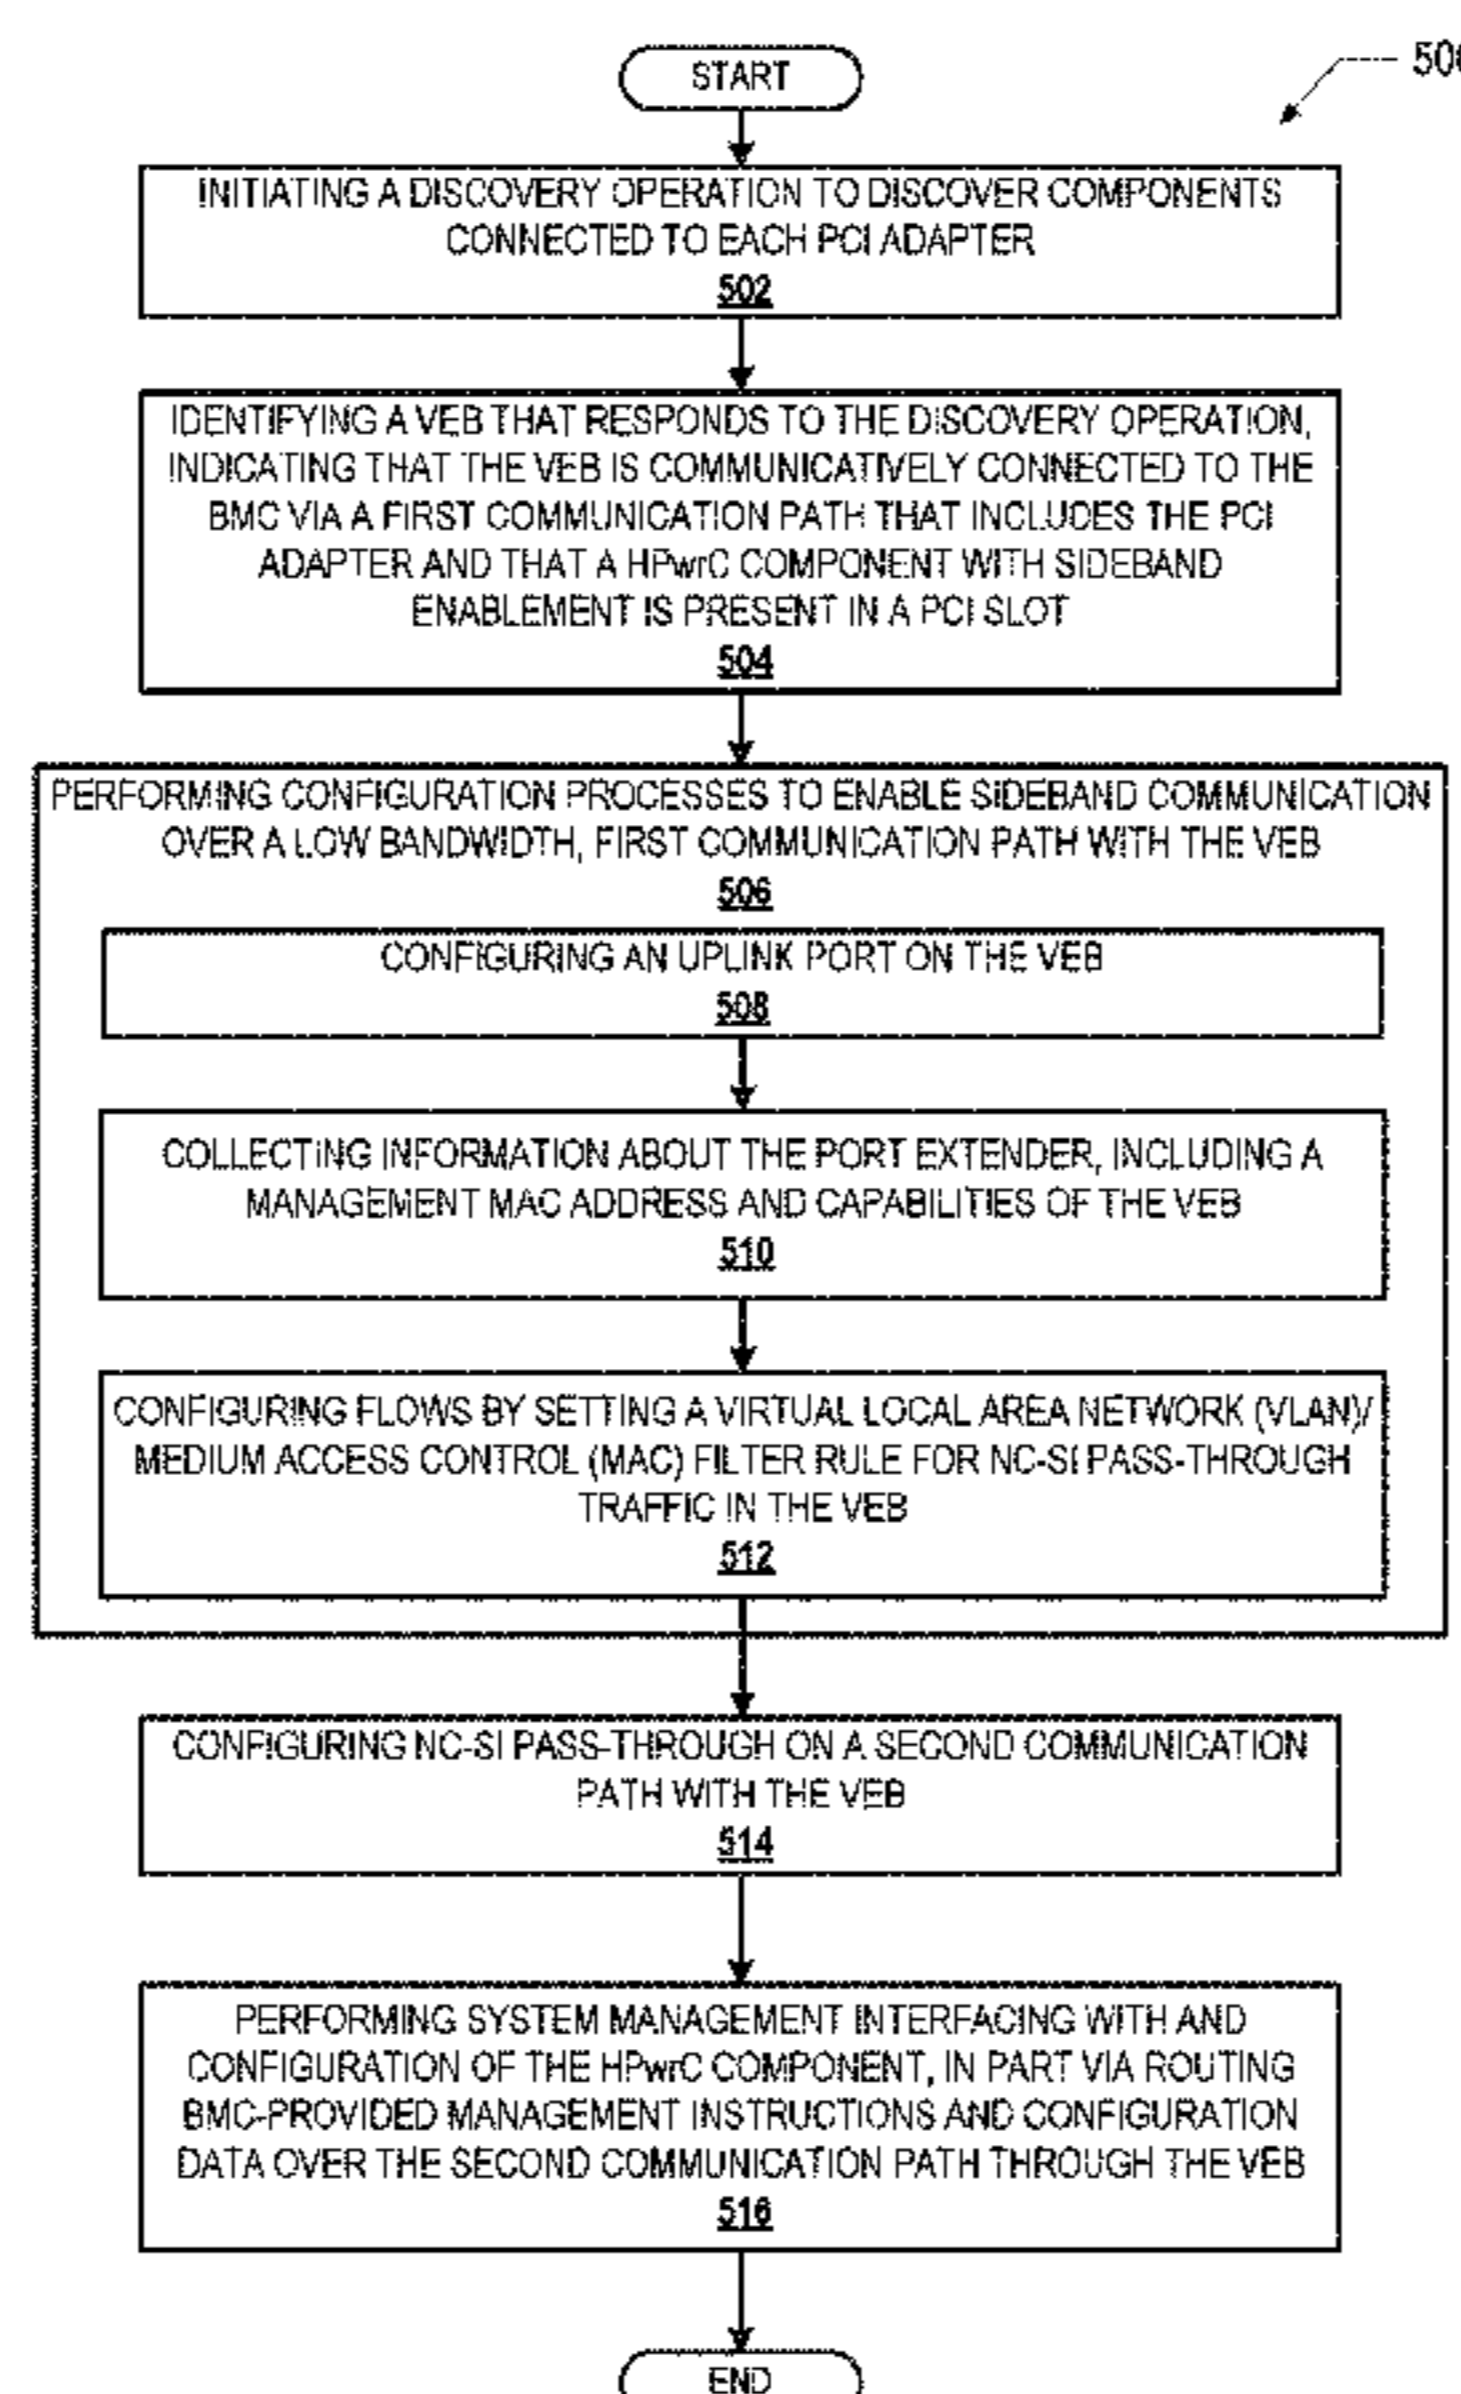 START
500
INITIATING A DISCOVERY OPERATION TO DISCOVER COMPONENTS
CONNECTED TO EACH PCI ADAPTER
502
IDENTIFYING A VEB THAT RESPONDS TO THE DISCOVERY OPERATION,
INDICATING THAT THE VEB IS COMMUNICATIVELY CONNECTED TO THE
BMC VIA A FIRST COMMUNICATION PATH THAT INCLUDES THE PCI
ADAPTER AND THAT A HPwrC COMPONENT WITH SIDEBAND
ENABLEMENT IS PRESENT IN A PCI SLOT
504
PERFORMING CONFIGURATION PROCESSES TO ENABLE SIDEBAND COMMUNICATION
OVER A LOW BANDWIDTH, FIRST COMMUNICATION PATH WITH THE VEB
506
CONFIGURING AN UPLINK PORT ON THE VEB
508
COLLECTING INFORMATION ABOUT THE PORT EXTENDER, INCLUDING A
MANAGEMENT MAC ADDRESS AND CAPABILITIES OF THE VEB
510
CONFIGURING FLOWS BY SETTING A VIRTUAL LOCAL AREA NETWORK (VLAN)/
MEDIUM ACCESS CONTROL (MAC) FILTER RULE FOR NC-SI PASS-THROUGH
TRAFFIC IN THE VEB
512
CONFIGURING NC-SI PASS-THROUGH ON A SECOND COMMUNICATION
PATH WITH THE VEB
514
PERFORMING SYSTEM MANAGEMENT INTERFACING WITH AND
CONFIGURATION OF THE HPwrC COMPONENT, IN PART VIA ROUTING
BMC-PROVIDED MANAGEMENT INSTRUCTIONS AND CONFIGURATION
DATA OVER THE SECOND COMMUNICATION PATH THROUGH THE VEB
516
END